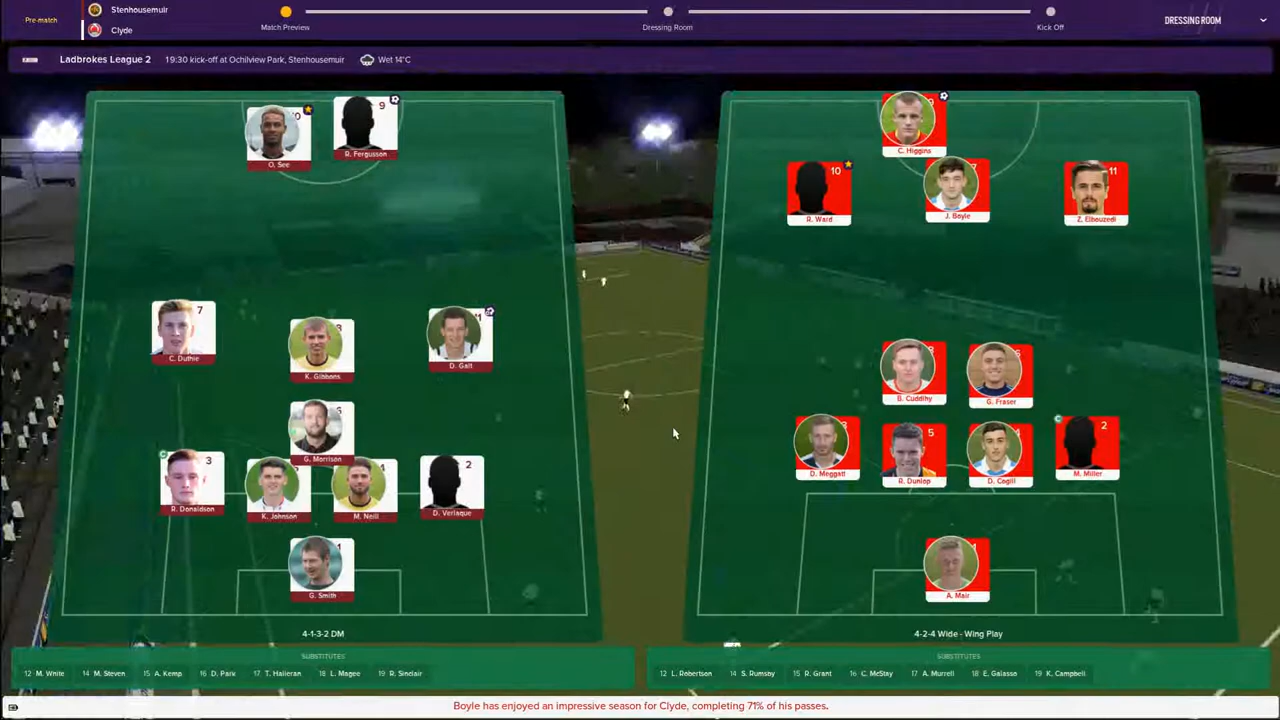 Pre-match
Stenhousemuir
Clyde
Match Preview
Dressing Room
Kick Off
DRESSING ROOM
Ladbrokes League 2
19:30 kick-off at Ochilview Park, Stenhousemuir
Wet 14°C
O. See
9
R. Fergusson
7
C. Duthie
K. Gibbons
D. Galt
G. Morrison
3
R. Donaldson
K. Johnson
M. Neill
2
D. Verlaque
1
G. Smith
4-1-3-2 DM
C. Higgins
10
R. Ward
J. Boyle
11
Z. Elbouzedi
B. Cuddihy
G. Fraser
D. Meggatt
5
R. Dunlop
D. Cogill
2
M. Miller
A. Mair
4-2-4 Wide - Wing Play
SUBSTITUTES
12 M. White 14 M. Steven 15 A. Kemp 16 D. Park 17 T. Halleran 18 L. Magee 19 R. Sinclair
SUBSTITUTES
12 L. Robertson 14 S. Rumsby 15 R. Grant 16 C. McStay 17 A. Murrell 18 E. Galasso 19 K. Campbell
Boyle has enjoyed an impressive season for Clyde, completing 71% of his passes.